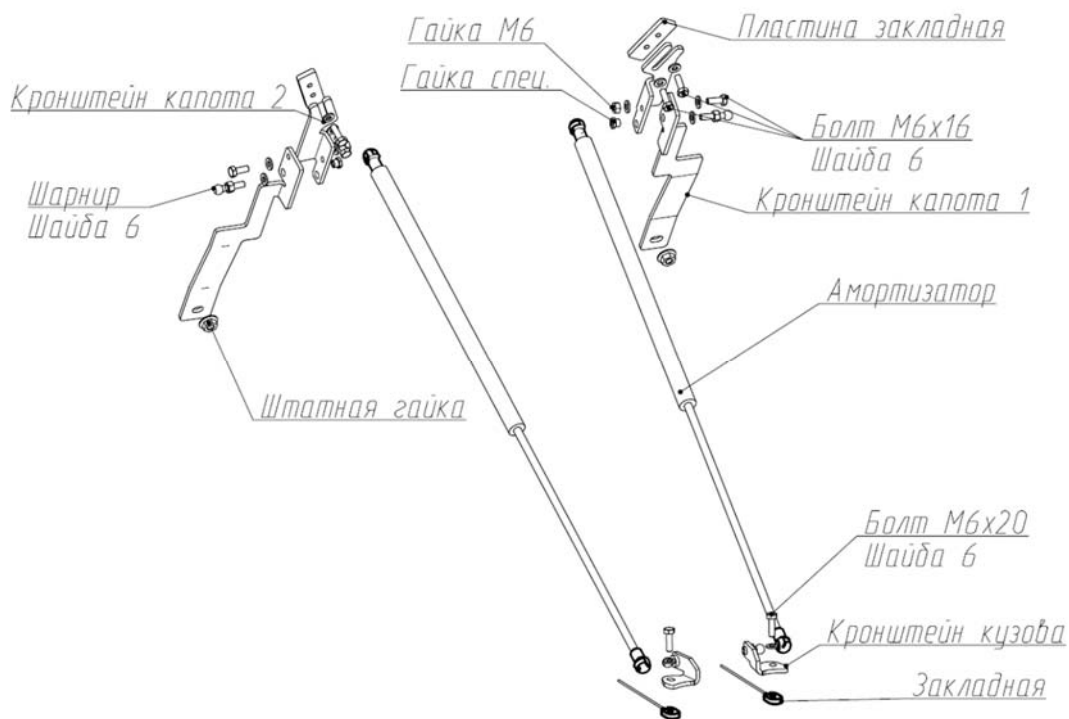 Гайка М6
Пластина закладная
Гайка спец.
Кронштейн капота 2
Болт М6х16
Шайба 6
Шарнир
Шайба 6
Кронштейн капота 1
Амортизатор
Штатная гайка
Болт М6х20
Шайба 6
Кронштейн кузова
Закладная